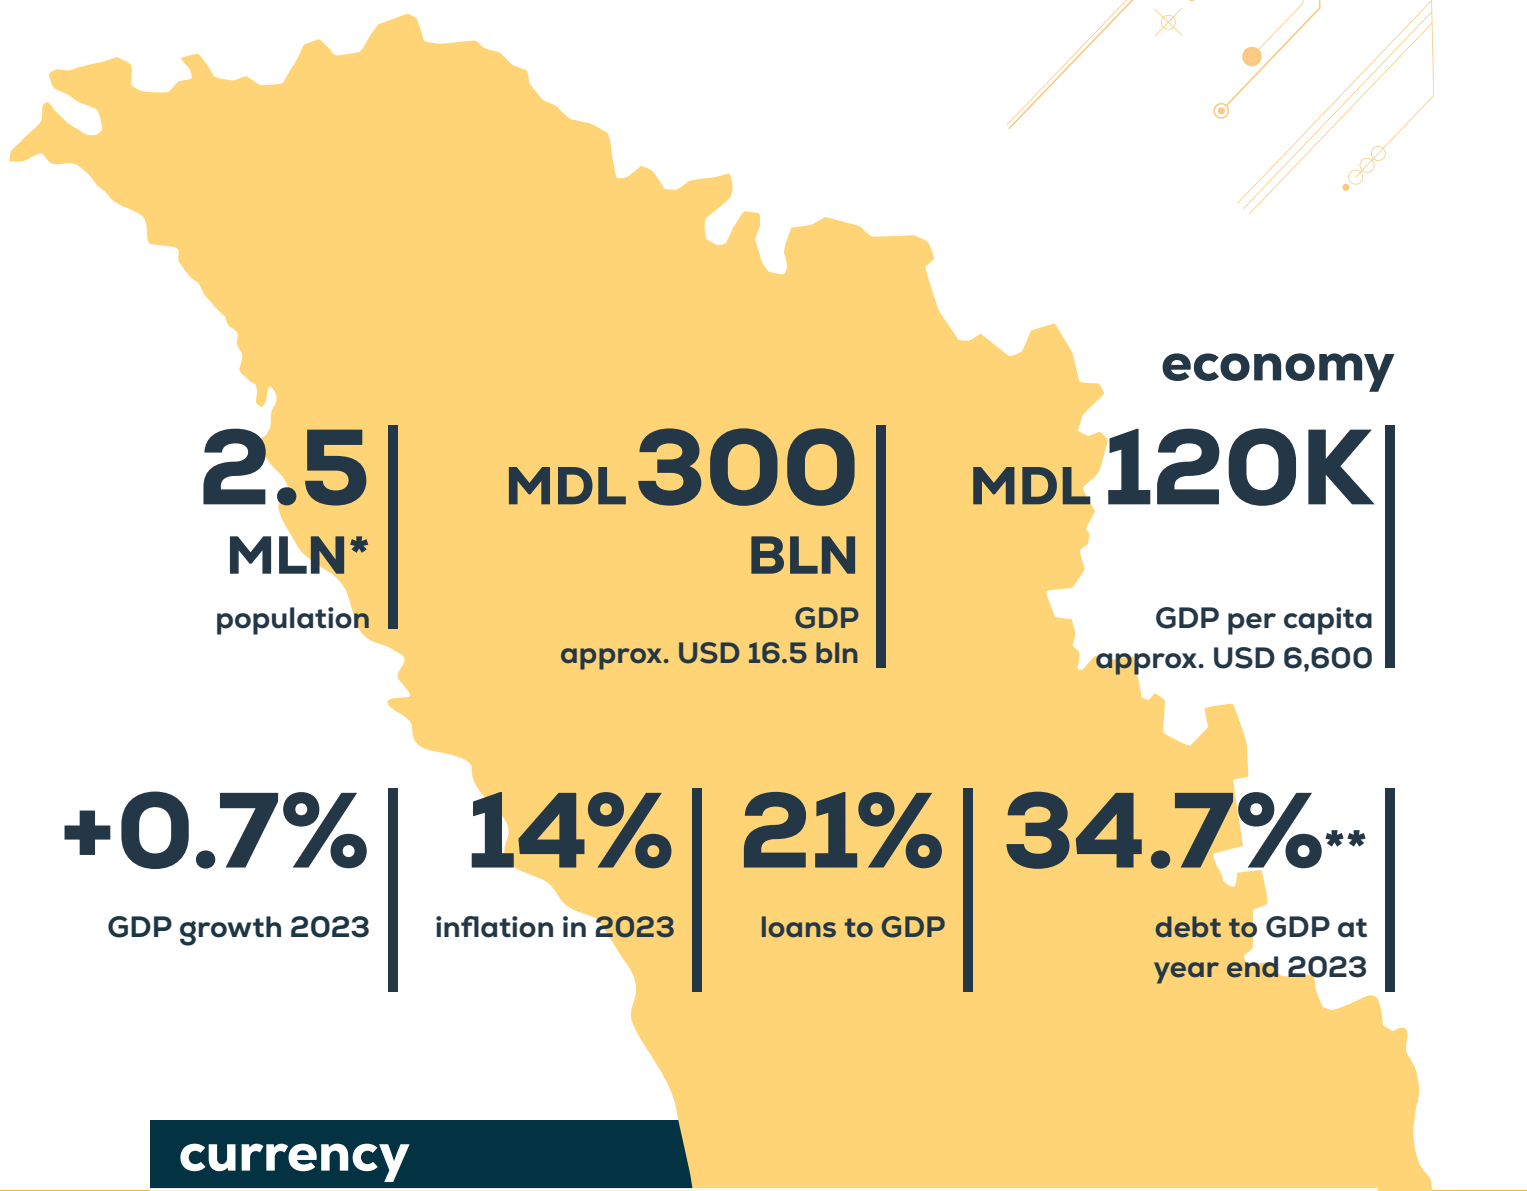 economy
2.5
MLN*
population
MDL 300
BLN
GDP
approx. USD 16.5 bln
MDL 120K
GDP per capita
approx. USD 6,600
+0.7%
GDP growth 2023
14%
inflation in 2023
21%
loans to GDP
34.7%**
debt to GDP at
year end 2023
currency